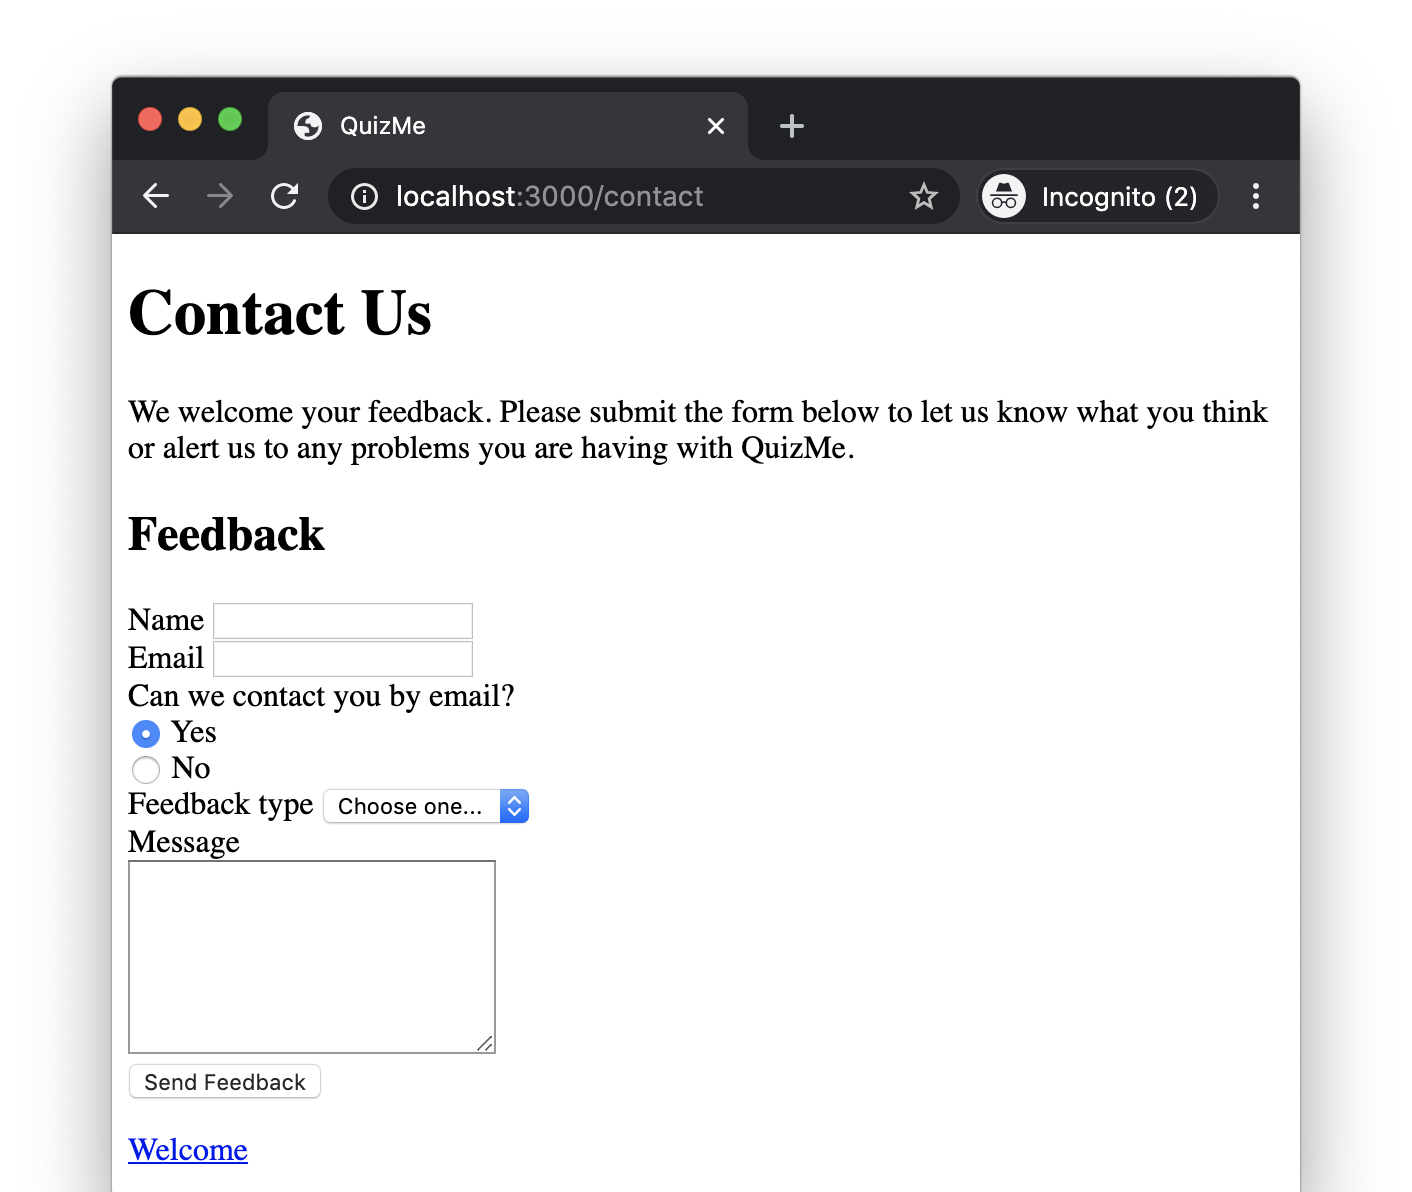 QuizMe
localhost:3000/contact
Incognito (2)
Contact Us
We welcome your feedback. Please submit the form below to let us know what you think
or alert us to any problems you are having with QuizMe.
Feedback
Name
Email
Can we contact you by email?
Yes
No
Feedback type Choose one...
Message
Send Feedback
Welcome